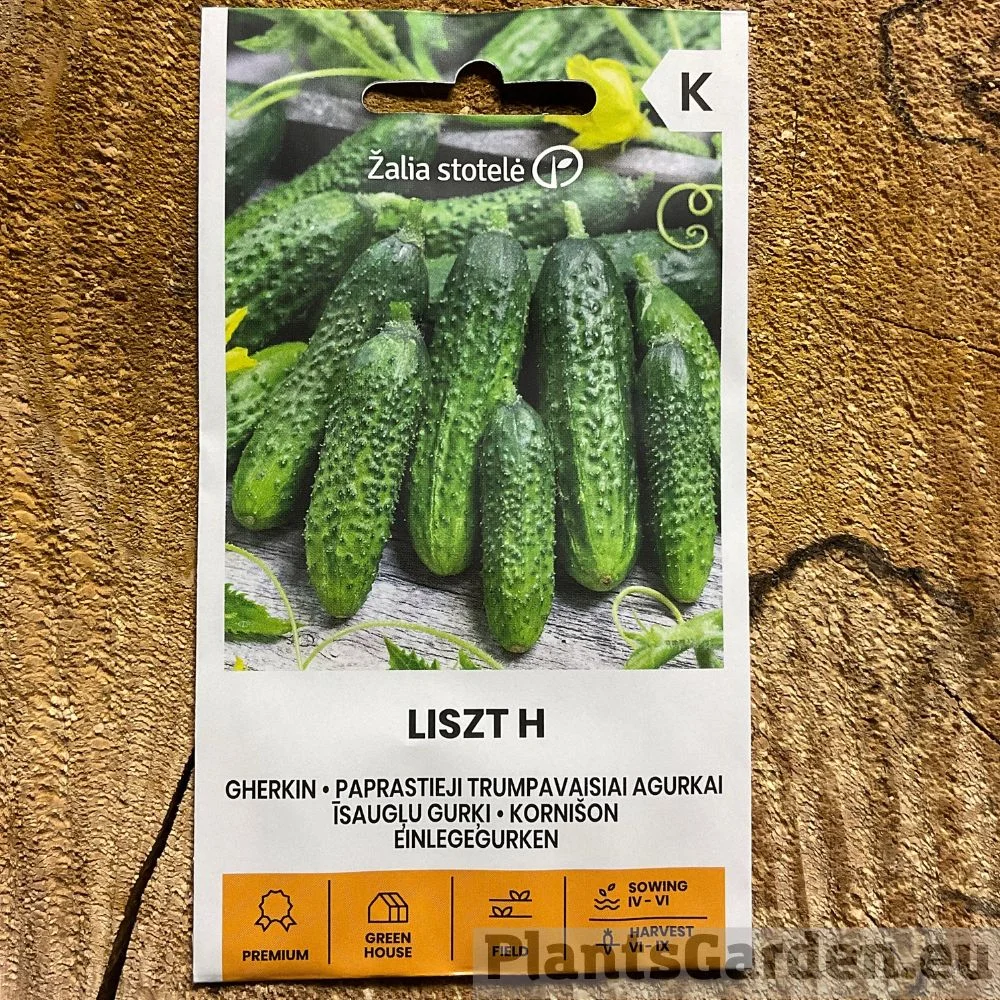 K
Žalia stotelė
LISZT H
GHERKIN • PAPRASTIEJI TRUMPAVAISIAI AGURKAI
ĪSAUGĻU GURĶI • KORNIŠON
EINLEGEGURKEN
PREMIUM
GREEN
HOUSE
FIELD
SOWING
IV - VI
HARVEST
VI - IX
PlantsGarden.eu